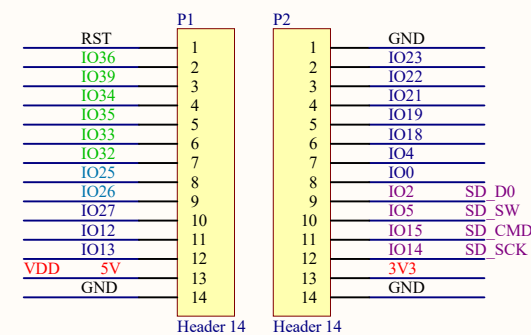 P1 P2
RST 1 1 GND
IO36 2 2 IO23
IO39 3 3 IO22
IO34 4 4 IO21
IO35 5 5 IO19
IO33 6 6 IO18
IO32 7 7 IO4
IO25 8 8 IO0
IO26 9 9 IO2 SD_D0
IO27 10 10 IO5 SD_SW
IO12 11 11 IO15 SD_CMD
IO13 12 12 IO14 SD_SCK
VDD 5V 13 13 3V3
GND 14 14 GND
Header 14 Header 14